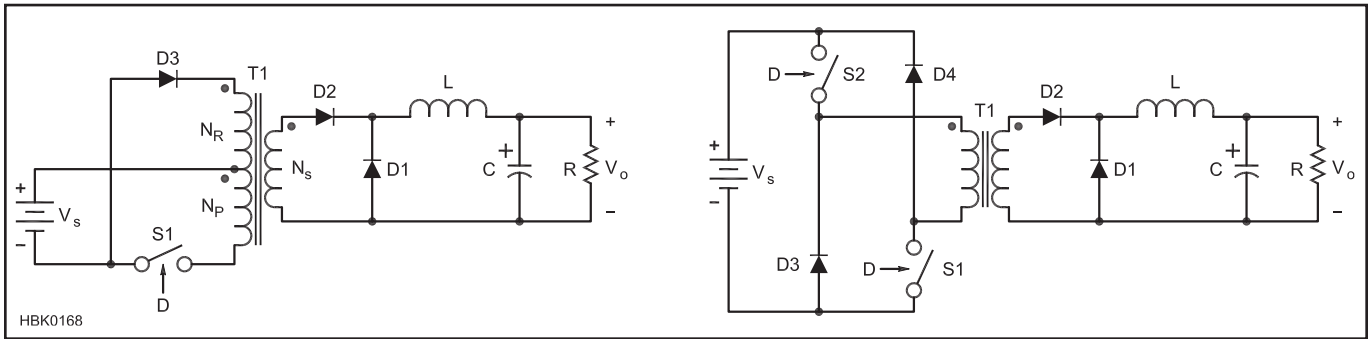 D3
T1
N_R
N_P
N_s
D2
L
D1
+
C
R
+
V_o
−
+
V_s
−
S1
D
D
S2
D4
T1
D2
L
+
V_s
−
D1
+
C
R
+
V_o
−
D3
D
S1
HBK0168